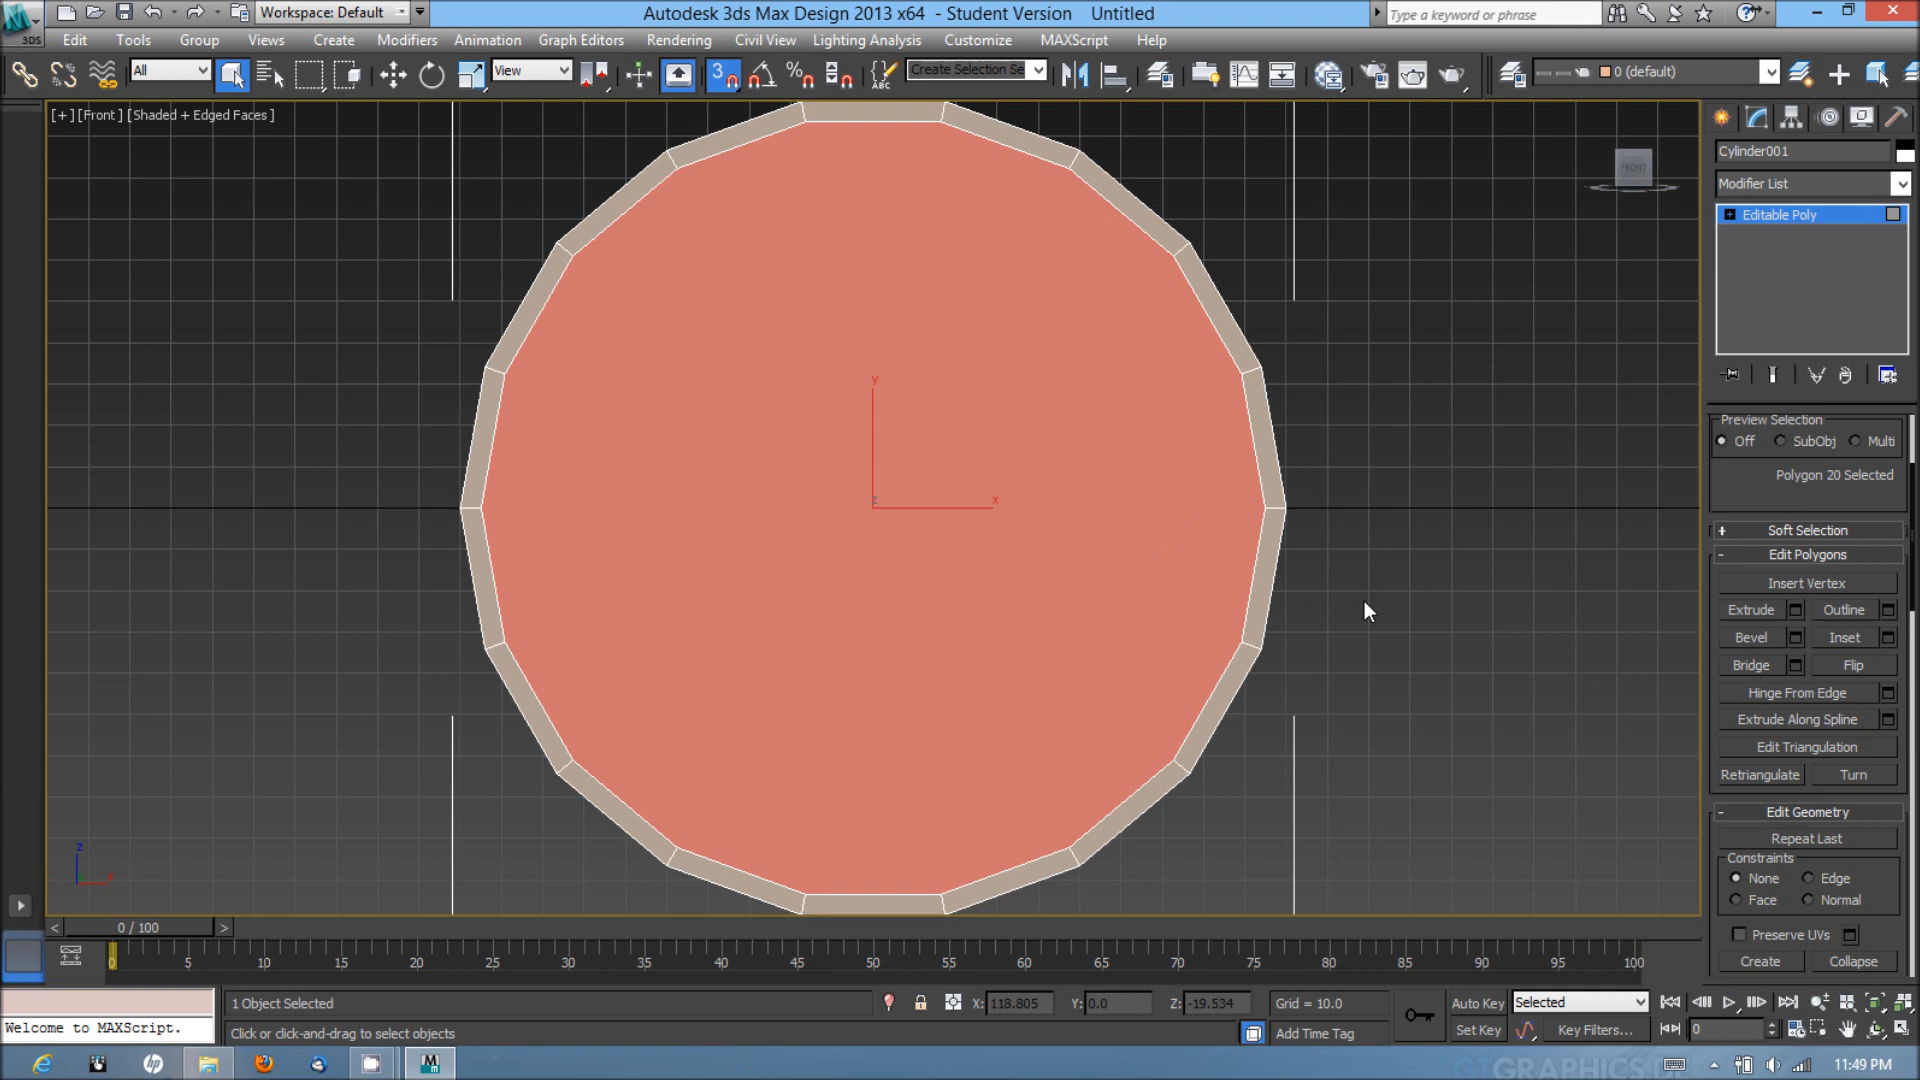 Workspace: Default
Autodesk 3ds Max Design 2013 x64 - Student Version Untitled
Type a keyword or phrase
3DS
Edit Tools Group Views Create Modifiers Animation Graph Editors Rendering Civil View Lighting Analysis Customize MAXScript Help
All
View
3
%
ABC
Create Selection Se
0 (default)
[+] [Front] [Shaded + Edged Faces]
FRONT
Cylinder001
Modifier List
Editable Poly
y
x
z
z
x
Preview Selection
Off SubObj Multi
Polygon 20 Selected
+ Soft Selection
- Edit Polygons
Insert Vertex
Extrude Outline
Bevel Inset
Bridge Flip
Hinge From Edge
Extrude Along Spline
Edit Triangulation
Retriangulate Turn
- Edit Geometry
Repeat Last
Constraints
None Edge
Face Normal
Preserve UVs
Create Collapse
< 0 / 100 >
0 5 10 15 20 25 30 35 40 45 50 55 60 65 70 75 80 85 90 95 100
1 Object Selected
X: 118.805 Y: 0.0 Z: -19.534 Grid = 10.0
Auto Key Selected
Welcome to MAXScript.
Click or click-and-drag to select objects
Add Time Tag
Set Key Key Filters...
0
GTGRAPHICS.DE
11:49 PM